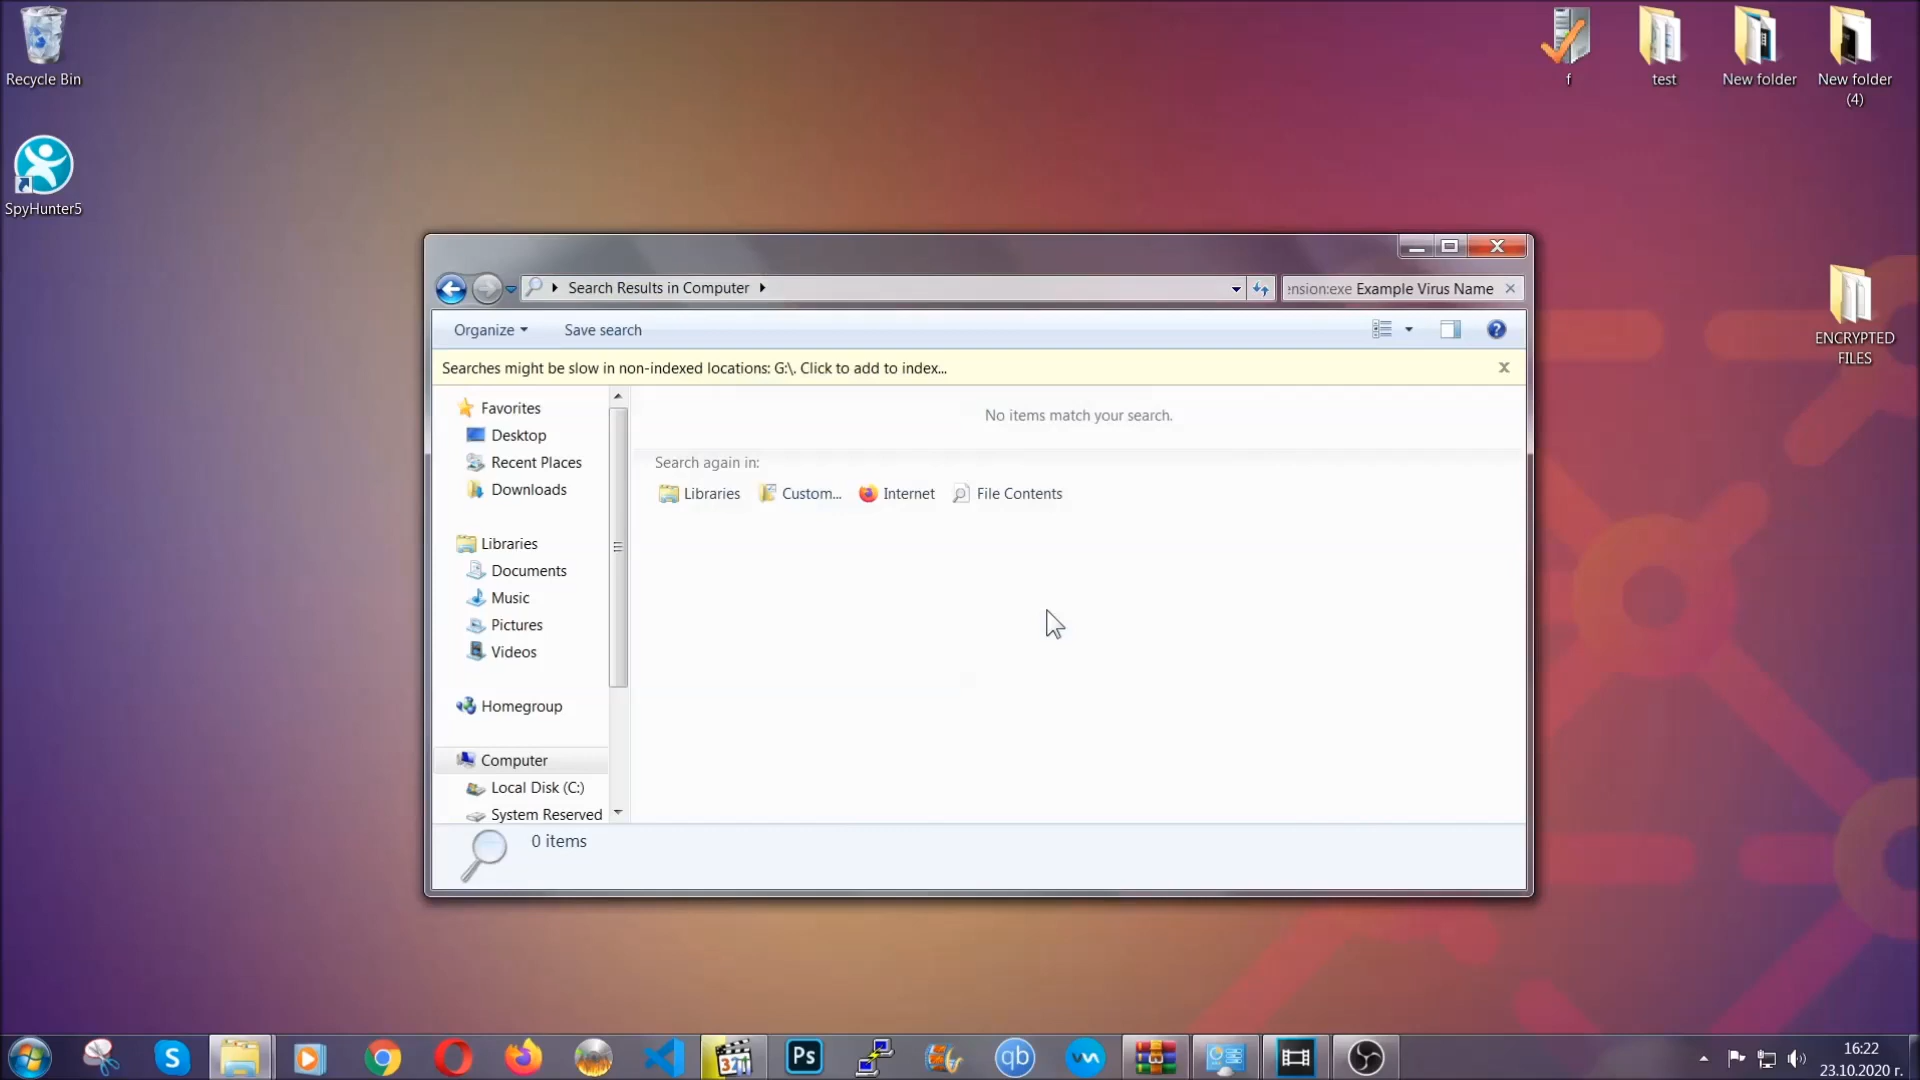 Recycle Bin
f
test
New folder
New folder
(4)
SpyHunter5
ENCRYPTED
FILES
Search Results in Computer
ension:exe Example Virus Name
Organize
Save search
Searches might be slow in non-indexed locations: G:\. Click to add to index...
Favorites
Desktop
Recent Places
Downloads
Libraries
Documents
Music
Pictures
Videos
Homegroup
Computer
Local Disk (C:)
System Reserved
No items match your search.
Search again in:
Libraries
Custom...
Internet
File Contents
0 items
S
321
Ps
qb
16:22
23.10.2020 г.